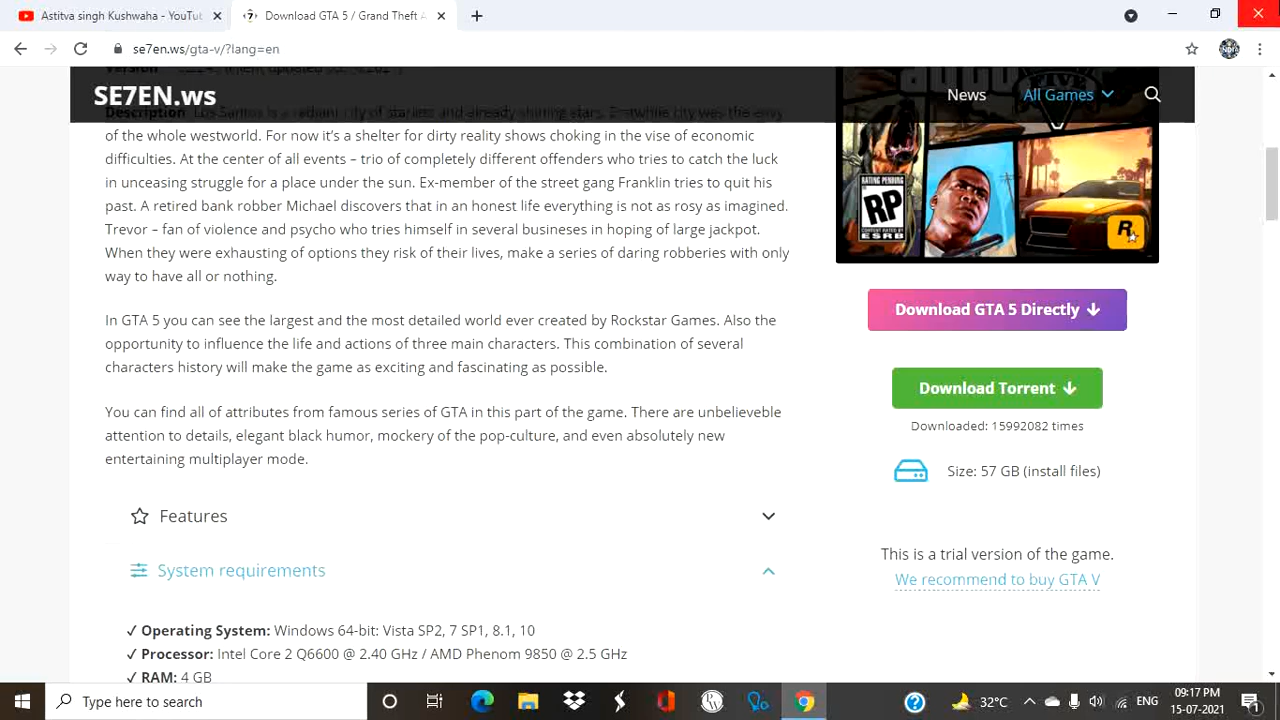 Astitva singh Kushwaha - YouTu
Download GTA 5 / Grand Theft A
se7en.ws/gta-v/?lang=en
SE7EN.ws
News
All Games
Description
of the whole westworld. For now it's a shelter for dirty reality shows choking in the vise of economic
difficulties. At the center of all events – trio of completely different offenders who tries to catch the luck
in unceasing struggle for a place under the sun. Ex-member of the street gang Franklin tries to quit his
past. A retired bank robber Michael discovers that in an honest life everything is not as rosy as imagined.
Trevor – fan of violence and psycho who tries himself in several busineses in hoping of large jackpot.
When they were exhausting of options they risk of their lives, make a series of daring robberies with only
way to have all or nothing.
In GTA 5 you can see the largest and the most detailed world ever created by Rockstar Games. Also the
opportunity to influence the life and actions of three main characters. This combination of several
characters history will make the game as exciting and fascinating as possible.
You can find all of attributes from famous series of GTA in this part of the game. There are unbelieveble
attention to details, elegant black humor, mockery of the pop-culture, and even absolutely new
entertaining multiplayer mode.
Features
System requirements
✓ Operating System: Windows 64-bit: Vista SP2, 7 SP1, 8.1, 10
✓ Processor: Intel Core 2 Q6600 @ 2.40 GHz / AMD Phenom 9850 @ 2.5 GHz
✓ RAM: 4 GB
RATING PENDING
RP
ESRB
R
Download GTA 5 Directly
Download Torrent
Downloaded: 15992082 times
Size: 57 GB (install files)
This is a trial version of the game.
We recommend to buy GTA V
Type here to search
32°C
ENG
09:17 PM
15-07-2021
1